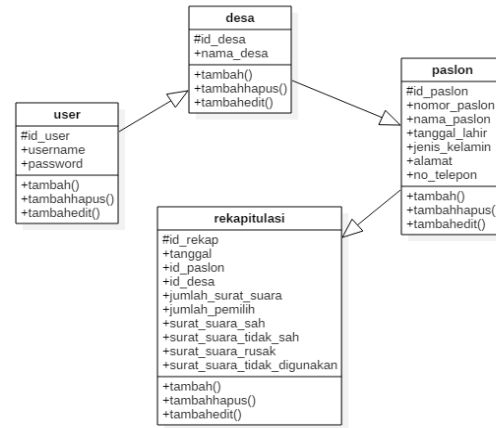 desa
#id_desa
+nama_desa
+tambah()
+tambahhapus()
+tambahedit()
paslon
#id_paslon
+nomor_paslon
+nama_paslon
+tanggal_lahir
+jenis_kelamin
+alamat
+no_telepon
+tambah()
+tambahhapus(
+tambahedit()
user
#id_user
+username
+password
+tambah()
+tambahhapus()
+tambahedit()
rekapitulasi
#id_rekap
+tanggal
+id_paslon
+id_desa
+jumlah_surat_suara
+jumlah_pemilih
+surat_suara_sah
+surat_suara_tidak_sah
+surat_suara_rusak
+surat_suara_tidak_digunakan
+tambah()
+tambahhapus()
+tambahedit()